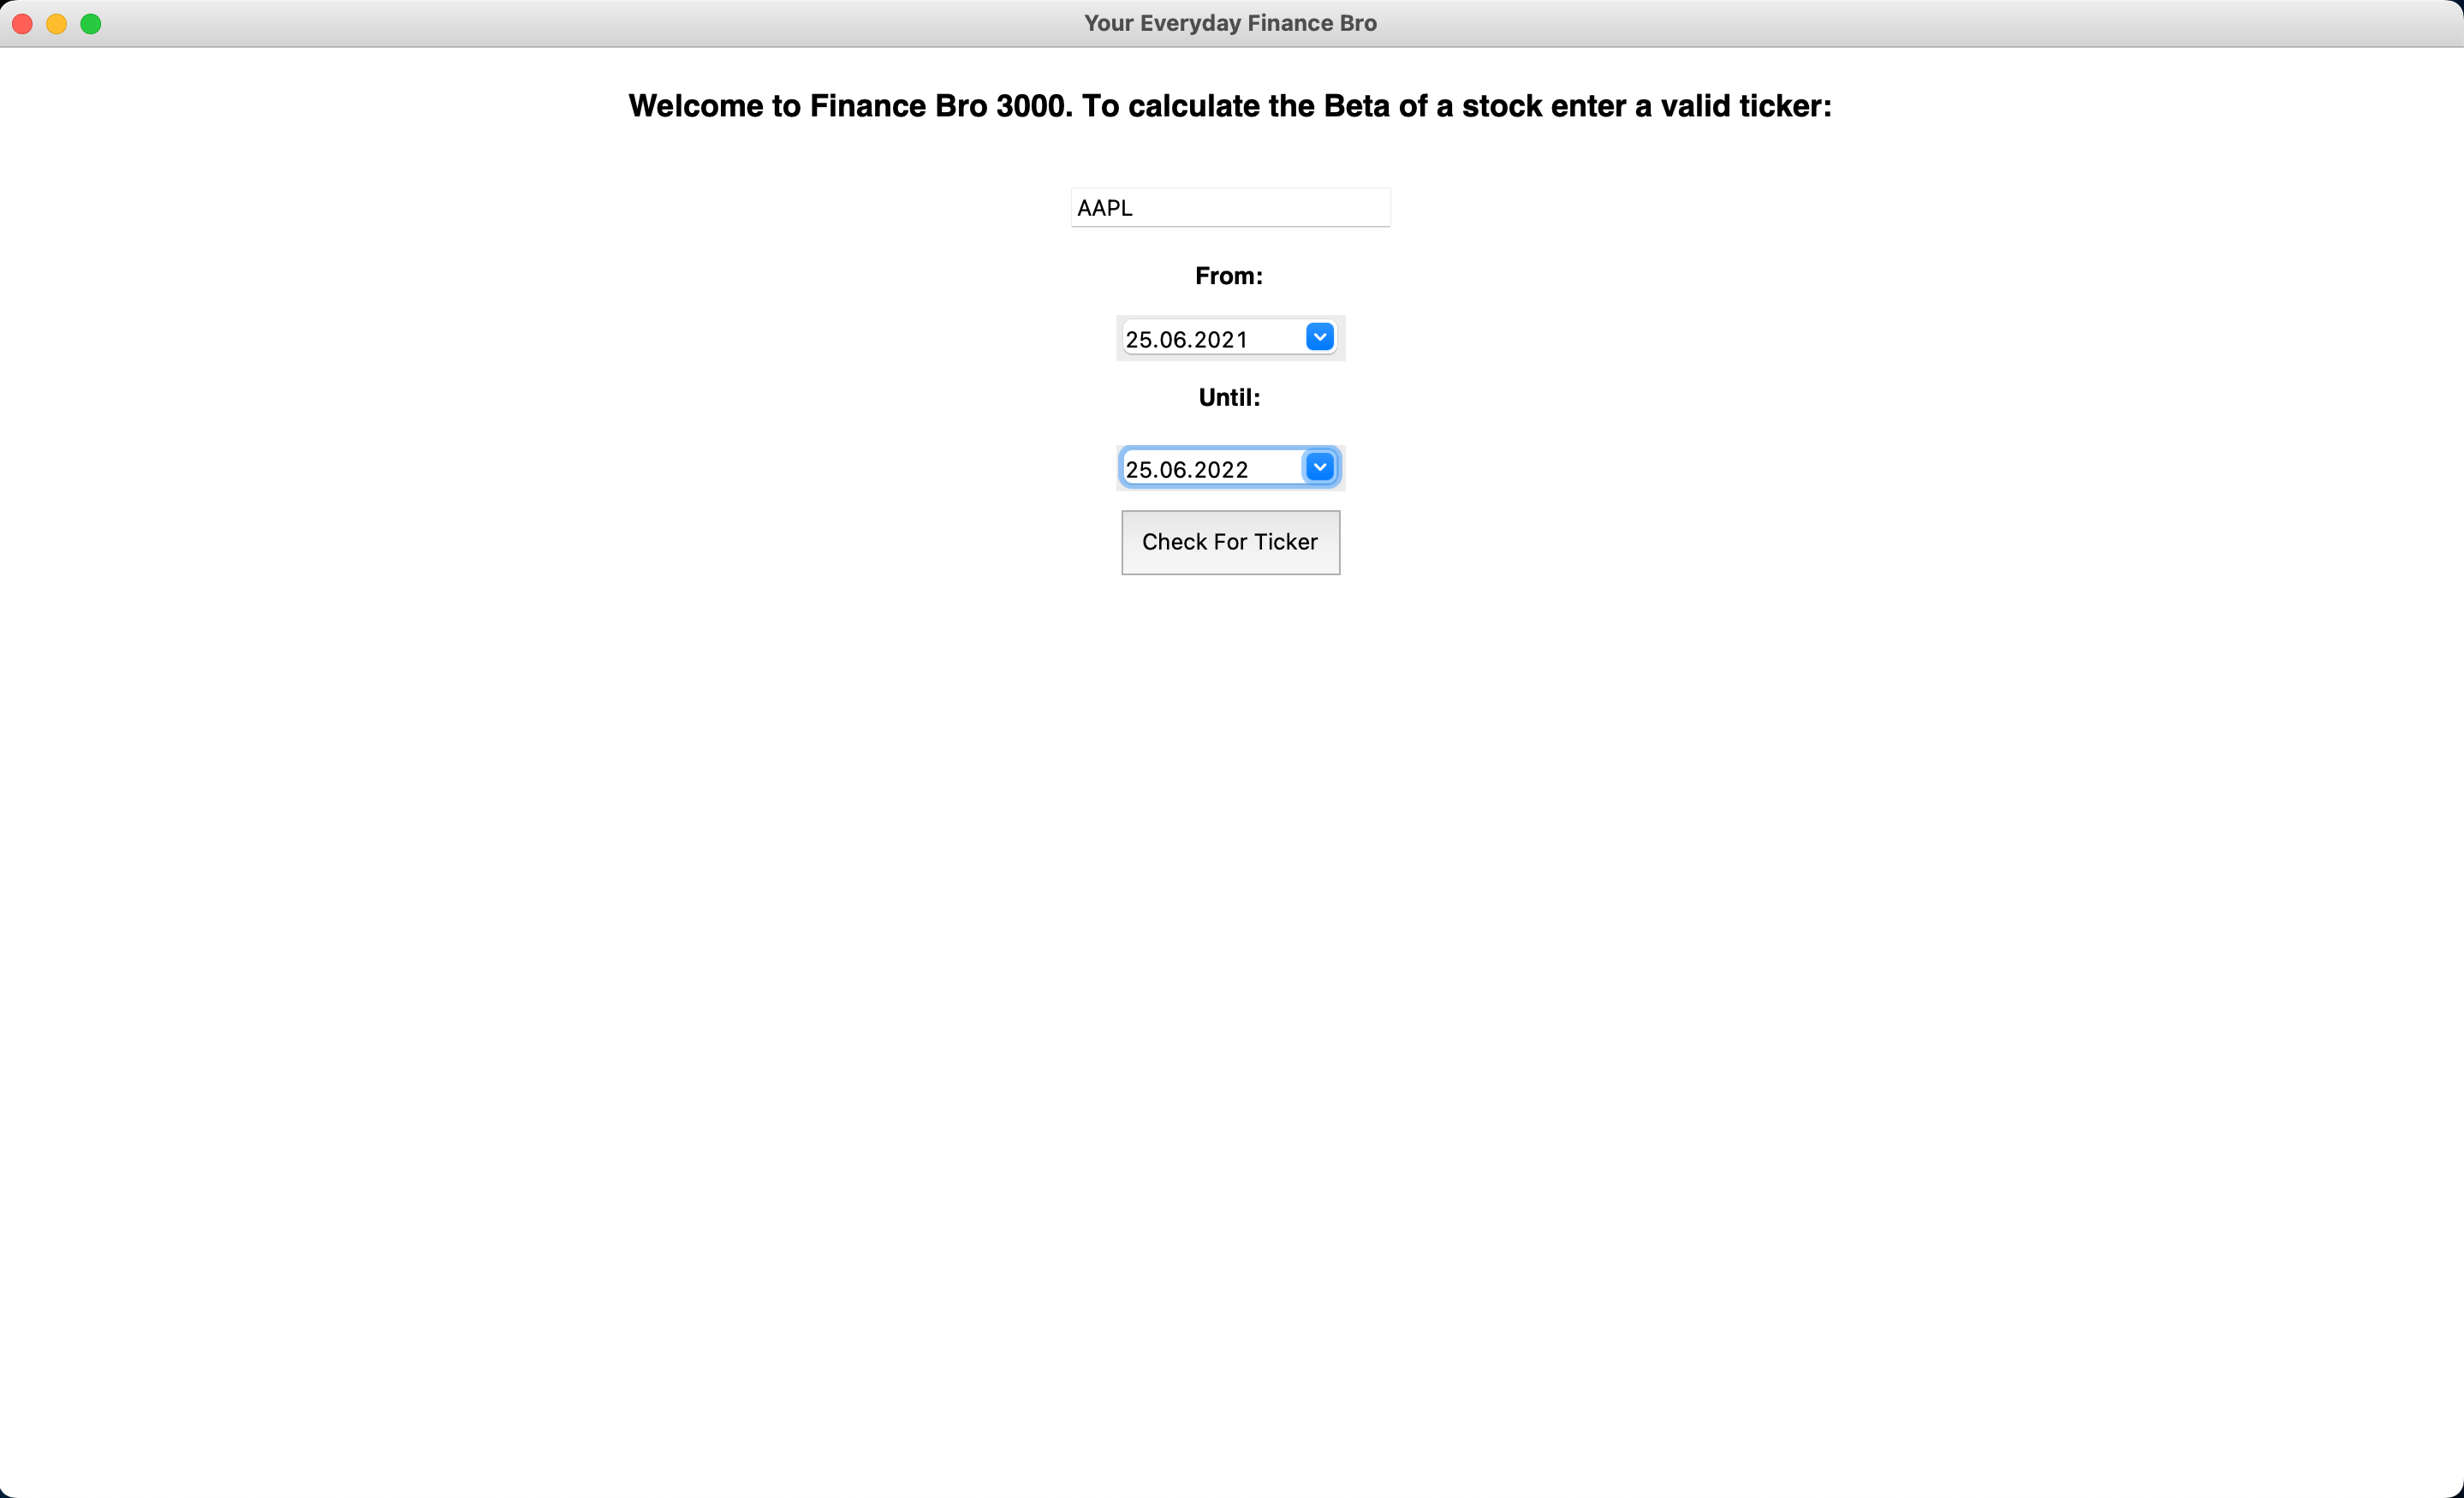 Your Everyday Finance Bro
Welcome to Finance Bro 3000. To calculate the Beta of a stock enter a valid ticker:
AAPL
From:
25.06.2021
Until:
25.06.2022
Check For Ticker